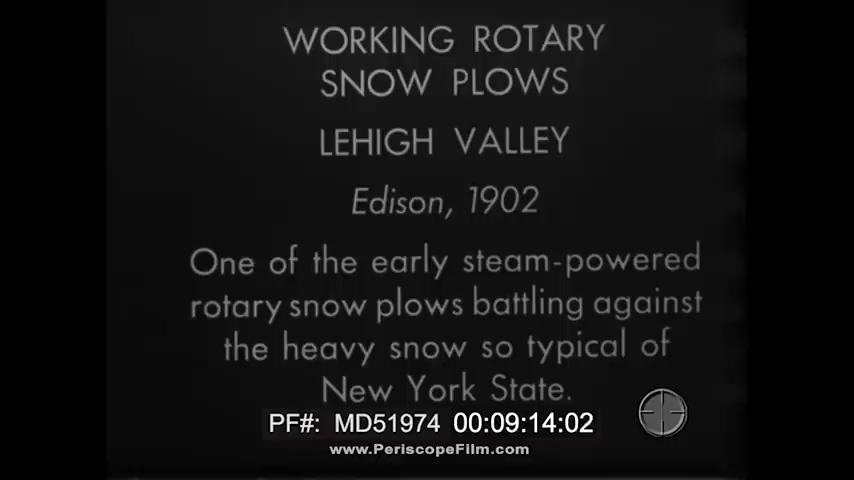 WORKING ROTARY
SNOW PLOWS
LEHIGH VALLEY
Edison, 1902
One of the early steam-powered
rotary snow plows battling against
the heavy snow so typical of
New York State.
PF#: MD51974 00:09:14:02
www.PeriscopeFilm.com